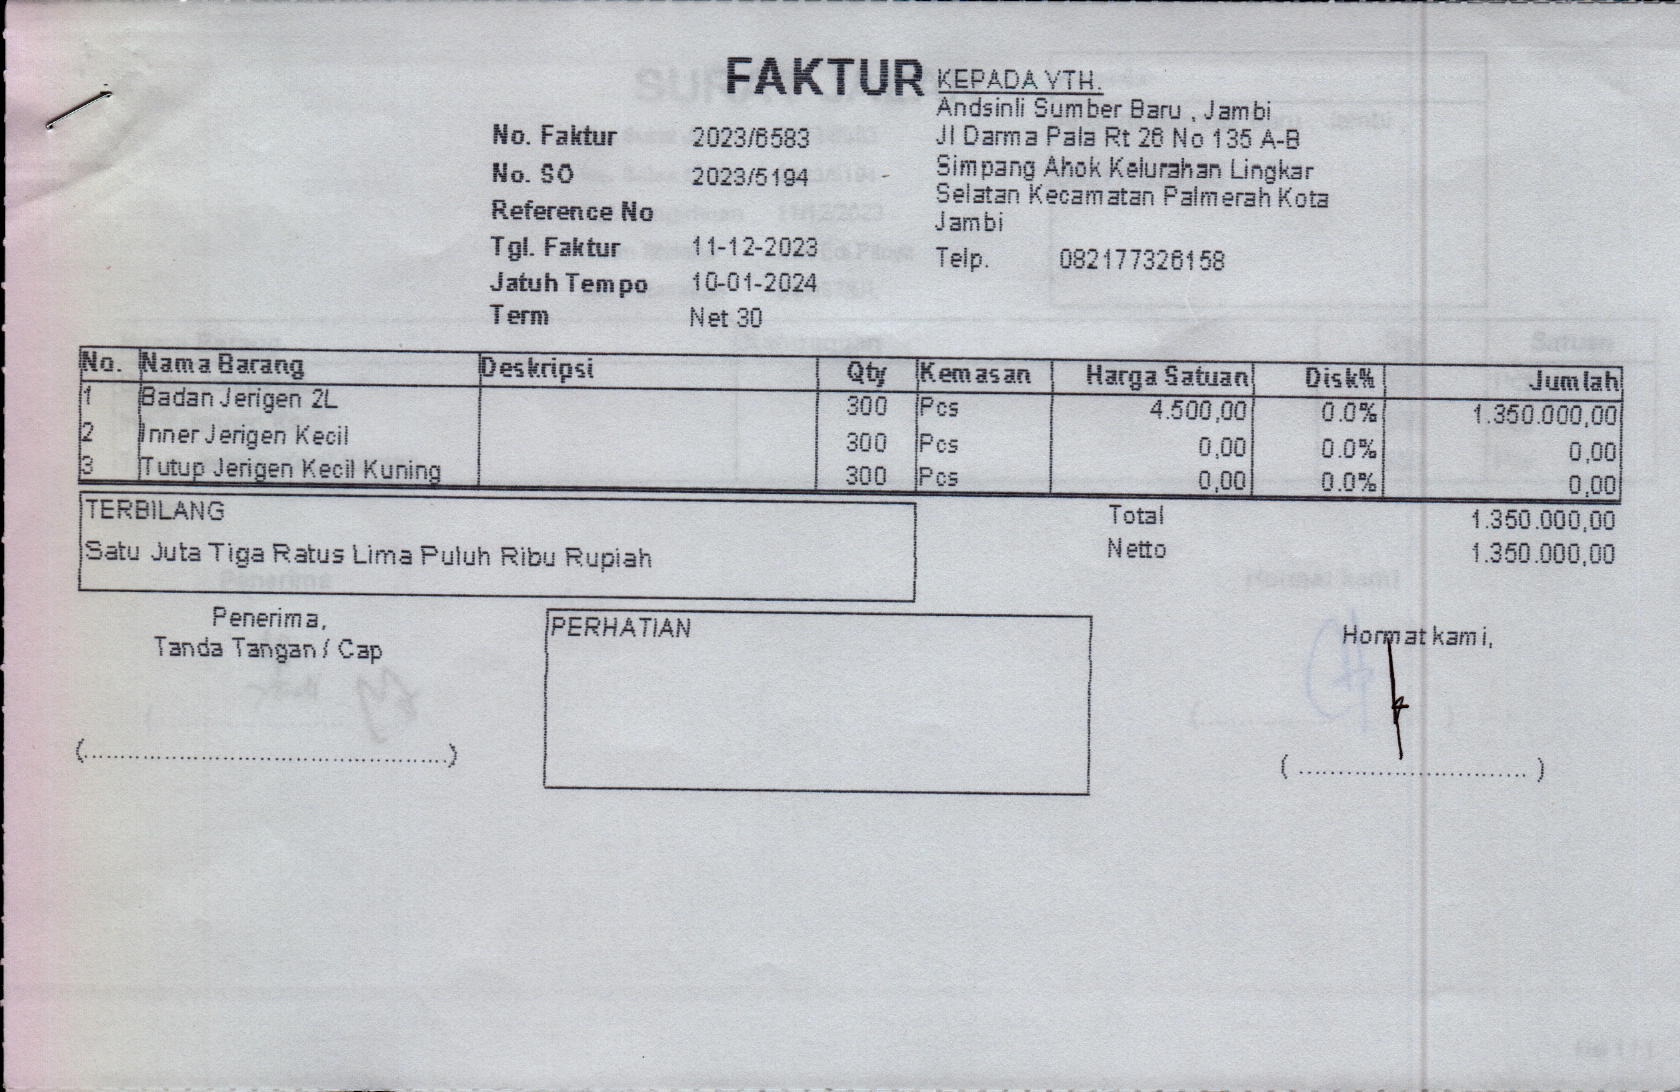 FAKTUR
KEPADA YTH.
Andsinli Sumber Baru , Jambi
Jl Darma Pala Rt 26 No 135 A-B
Simpang Ahok Kelurahan Lingkar
Selatan Kecamatan Palmerah Kota
Jambi
Telp. 082177326158
No. Faktur 2023/6583
No. SO 2023/5194 -
Reference No
Tgl. Faktur 11-12-2023
Jatuh Tempo 10-01-2024
Term Net 30
No. Nama Barang Deskripsi Qty Kemasan Harga Satuan Disk% Jumlah
1 Badan Jerigen 2L 300 Pcs 4.500,00 0.0% 1.350.000,00
2 Inner Jerigen Kecil 300 Pcs 0,00 0.0% 0,00
3 Tutup Jerigen Kecil Kuning 300 Pcs 0,00 0.0% 0,00
TERBILANG
Satu Juta Tiga Ratus Lima Puluh Ribu Rupiah
Total 1.350.000,00
Netto 1.350.000,00
Penerima,
Tanda Tangan / Cap
(..............................................)
PERHATIAN
Hormat kami,
( ............................. )